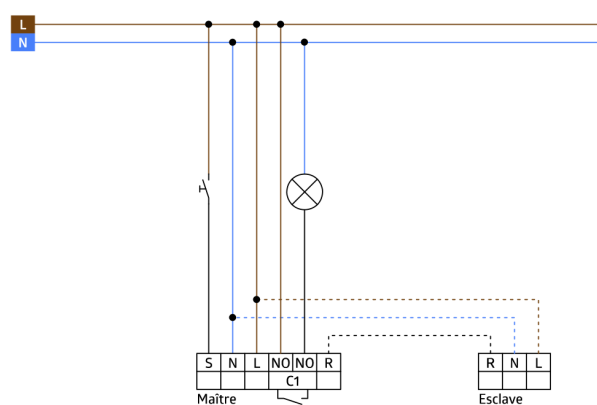 L
N
S N L NO NO R
C1
Maître
R N L
Esclave